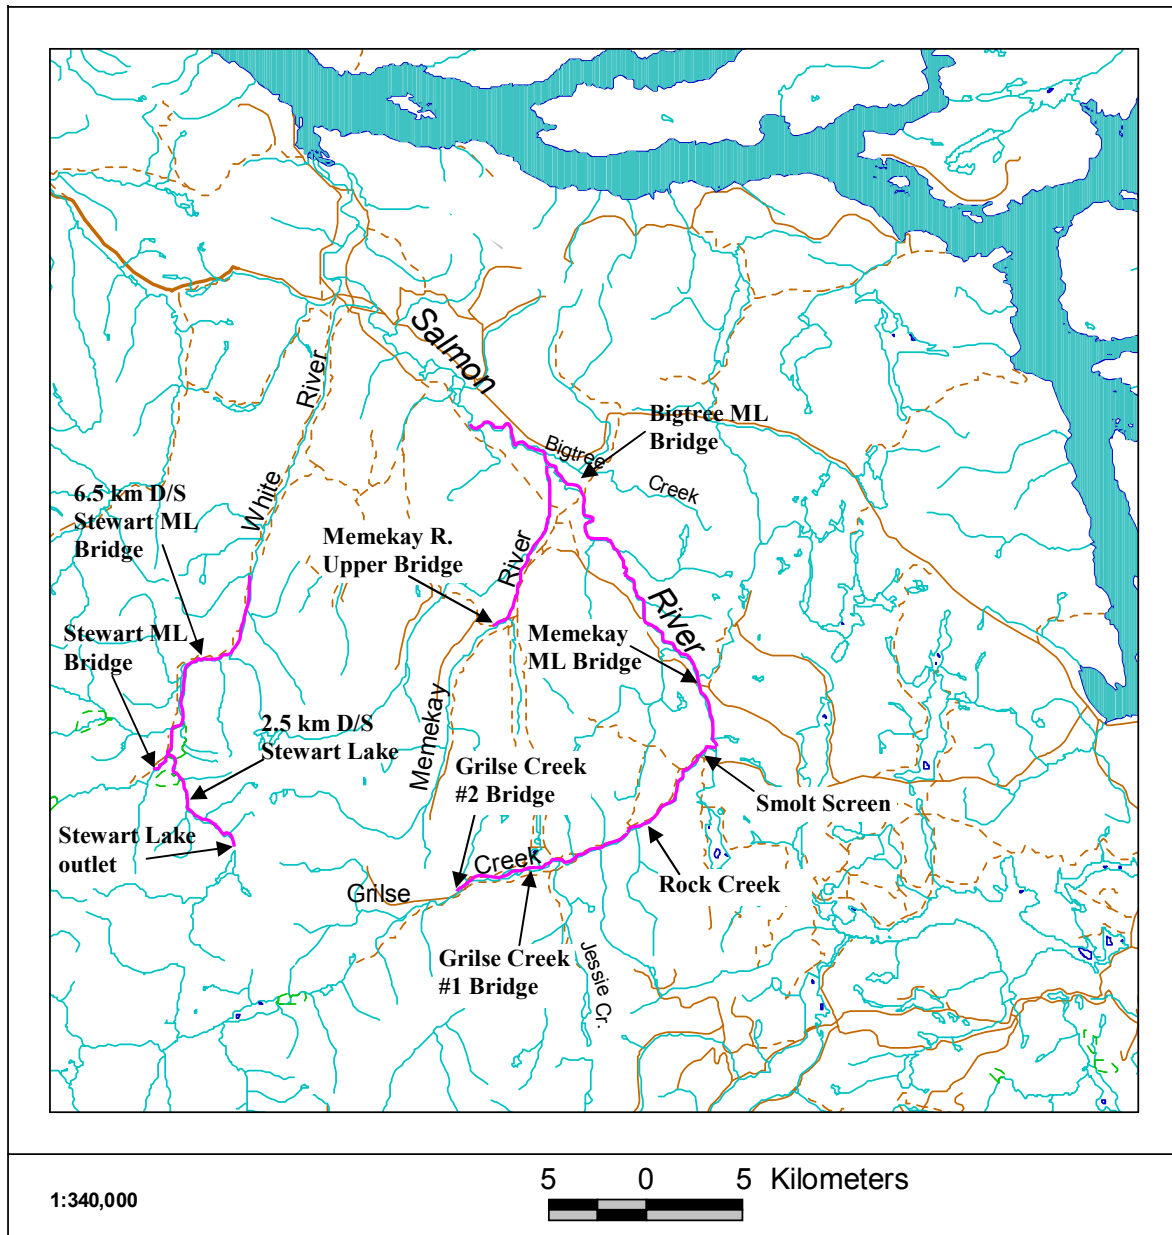 Salmon
River
Bigtree ML
Bridge
Bigtree
Creek
White
River
6.5 km D/S
Stewart ML
Bridge
Memekay R.
Upper Bridge
River
River
Stewart ML
Bridge
Memekay
ML Bridge
2.5 km D/S
Stewart Lake
Memekay
Grilse Creek
#2 Bridge
Smolt Screen
Stewart Lake
outlet
Creek
Grilse
Rock Creek
Grilse Creek
#1 Bridge
Jessie Cr.
1:340,000
5 0 5 Kilometers